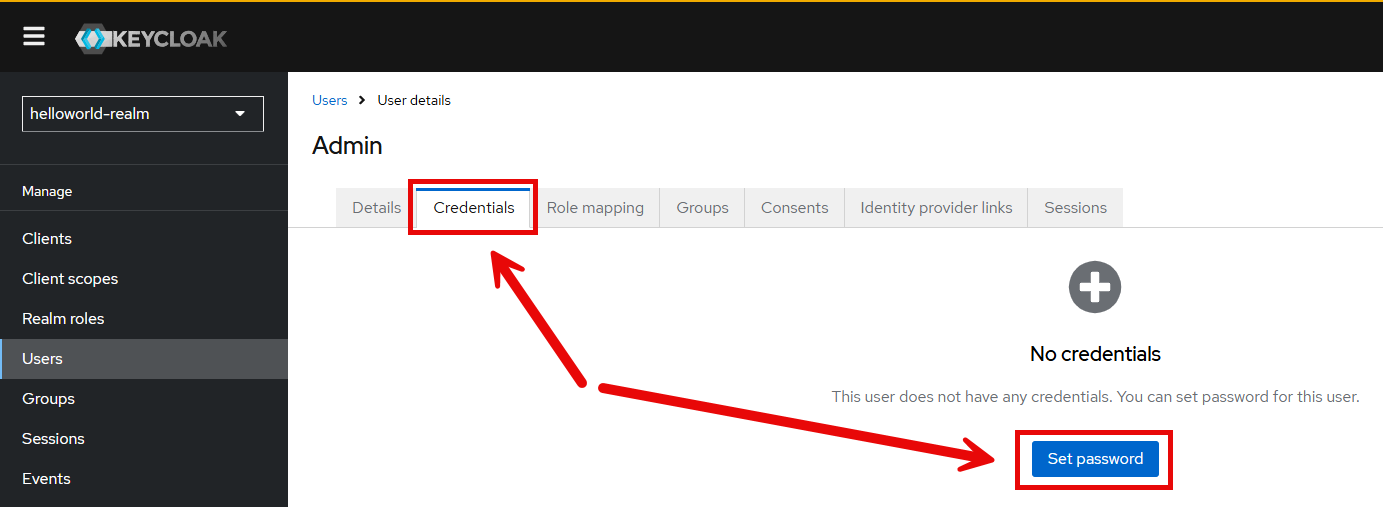 KEYCLOAK
helloworld-realm
Manage
Clients
Client scopes
Realm roles
Users
Groups
Sessions
Events
Users > User details
Admin
Details Credentials Role mapping Groups Consents Identity provider links Sessions
No credentials
This user does not have any credentials. You can set password for this user.
Set password